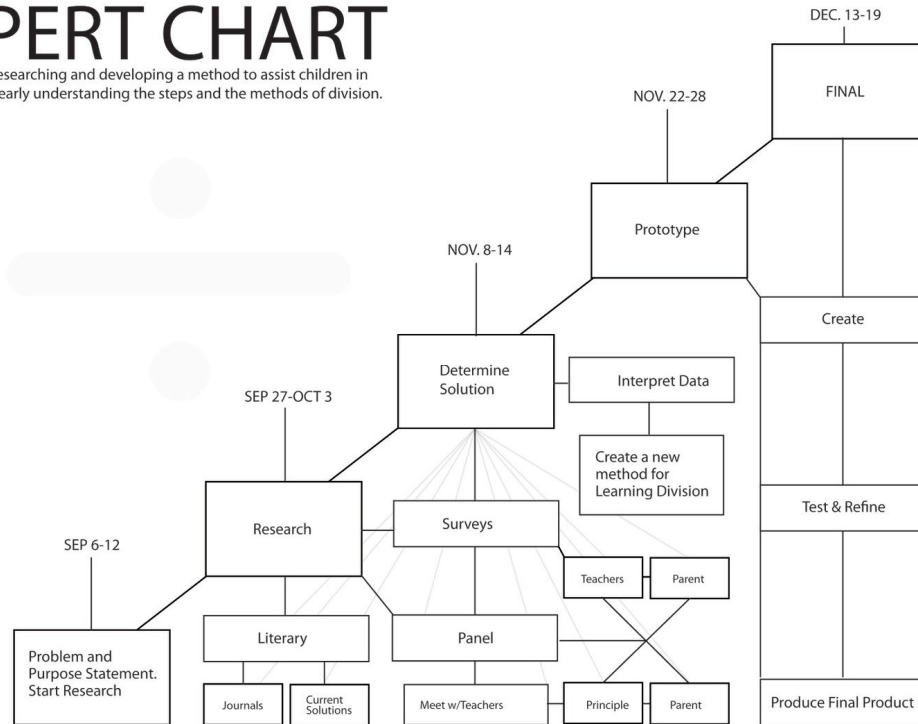 PERT CHART
esearching and developing a method to assist children in
early understanding the steps and the methods of division.
DEC. 13-19
FINAL
NOV. 22-28
Prototype
Create
NOV. 8-14
Determine
Solution
Interpret Data
Create a new
method for
Learning Division
Test & Refine
SEP 27-OCT 3
Research
Surveys
Teachers
Parent
SEP 6-12
Problem and
Purpose Statement.
Start Research
Literary
Panel
Journals
Current
Solutions
Meet w/Teachers
Principle
Parent
Produce Final Product